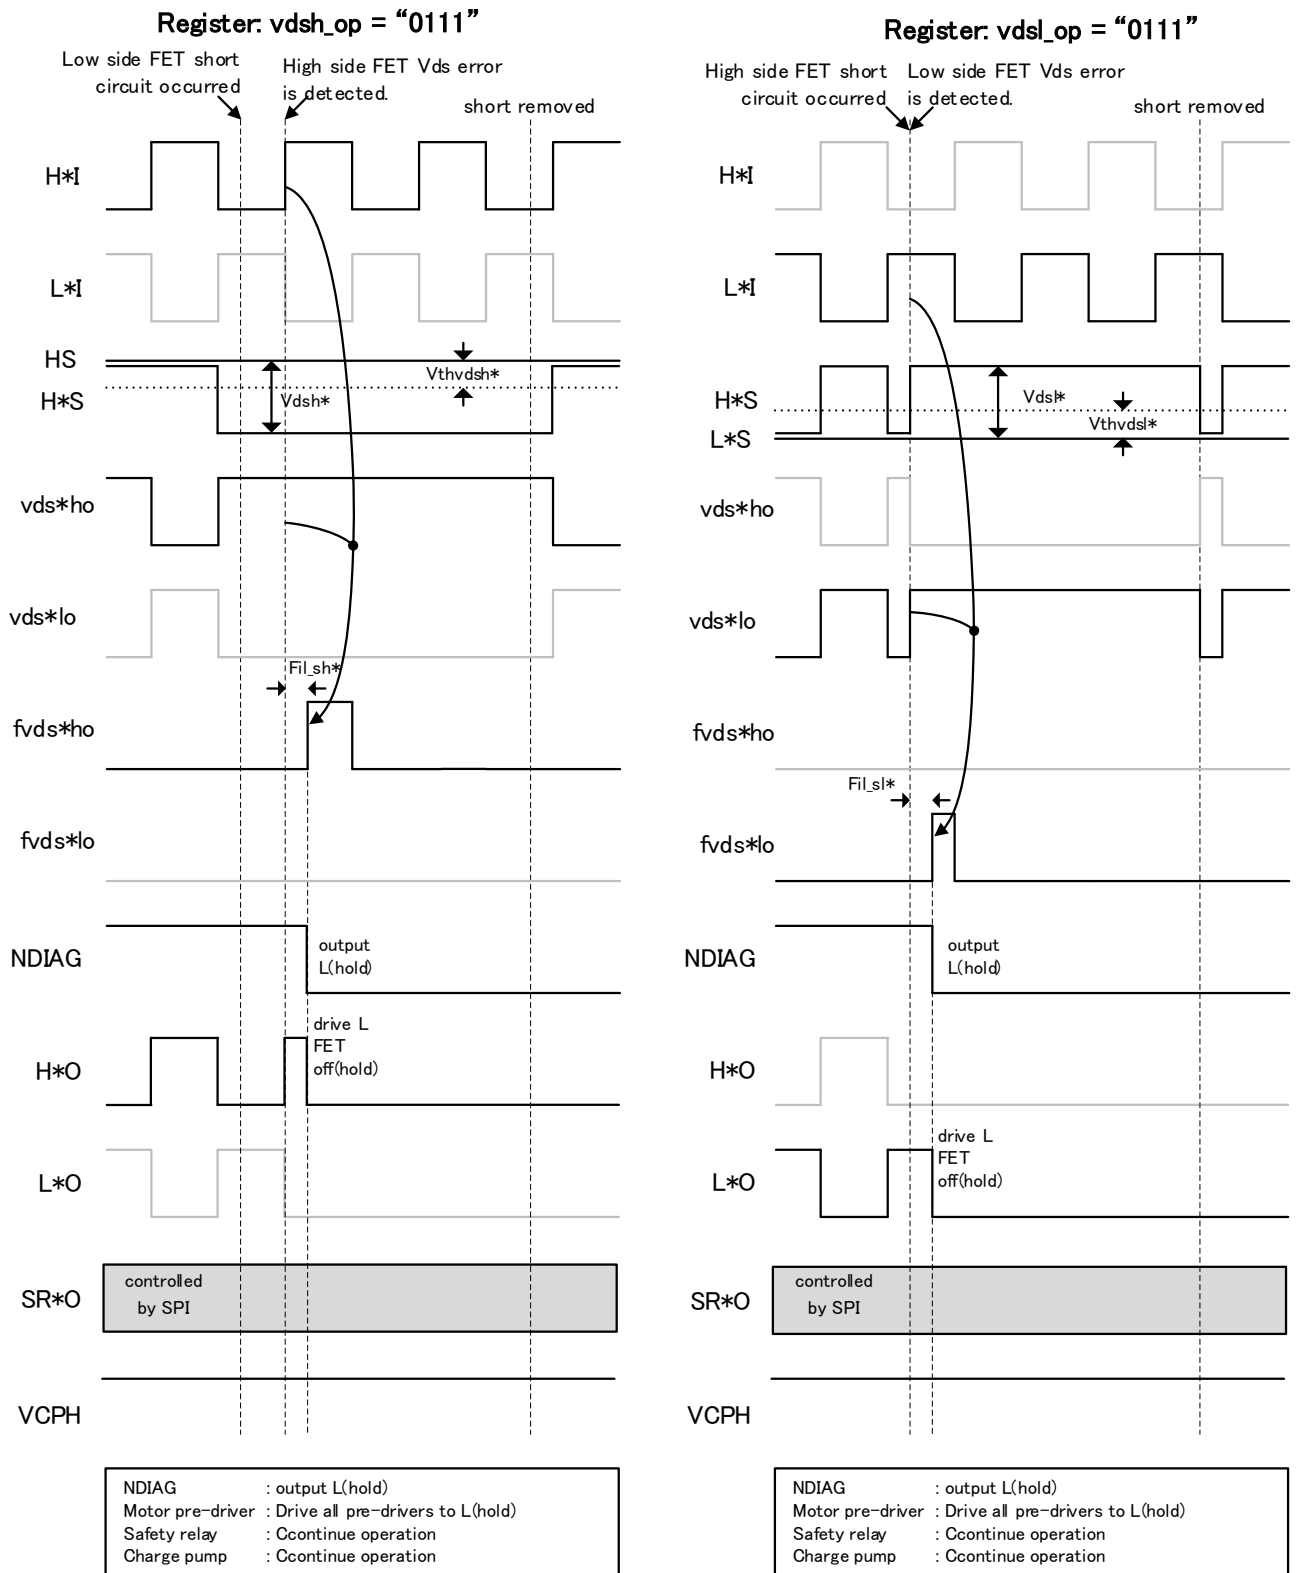 Register: vdsh_op = “0111”
Low side FET short
circuit occurred
High side FET Vds error
is detected.
short removed
H*I
L*I
HS
Vthvdsh*
H*S
Vdsh*
vds*ho
vds*lo
Fil_sh*
fvds*ho
fvds*lo
NDIAG
output
L(hold)
drive L
FET
off(hold)
H*O
L*O
SR*O
controlled
by SPI
VCPH
NDIAG : output L(hold)
Motor pre-driver : Drive all pre-drivers to L(hold)
Safety relay : Ccontinue operation
Charge pump : Ccontinue operation
Register: vdsl_op = “0111”
High side FET short
circuit occurred
Low side FET Vds error
is detected.
short removed
H*I
L*I
H*S
Vdsl*
Vthvdsl*
L*S
vds*ho
vds*lo
fvds*ho
Fil_sl*
fvds*lo
NDIAG
output
L(hold)
H*O
drive L
FET
off(hold)
L*O
SR*O
controlled
by SPI
VCPH
NDIAG : output L(hold)
Motor pre-driver : Drive all pre-drivers to L(hold)
Safety relay : Ccontinue operation
Charge pump : Ccontinue operation